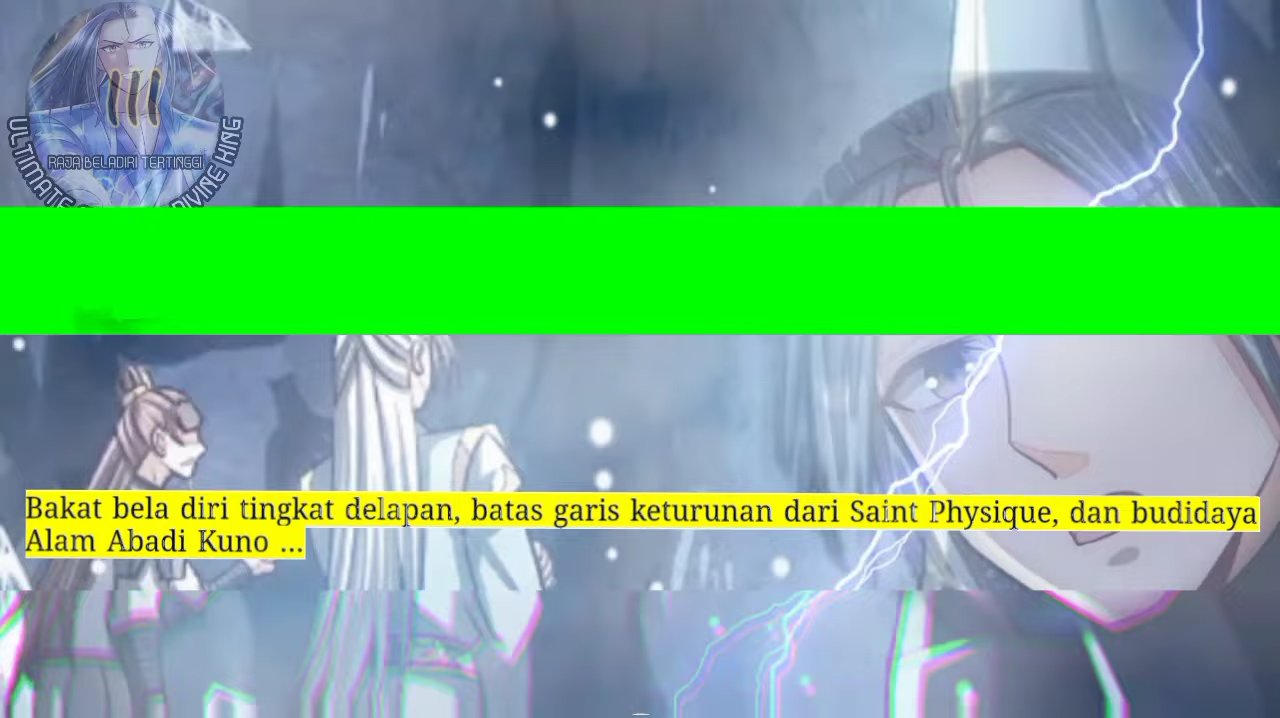 RAJA BELADIRI TERTINGGI
ULTIMATE DIVINE KING
Bakat bela diri tingkat delapan, batas garis keturunan dari Saint Physique, dan budidaya
Alam Abadi Kuno ...